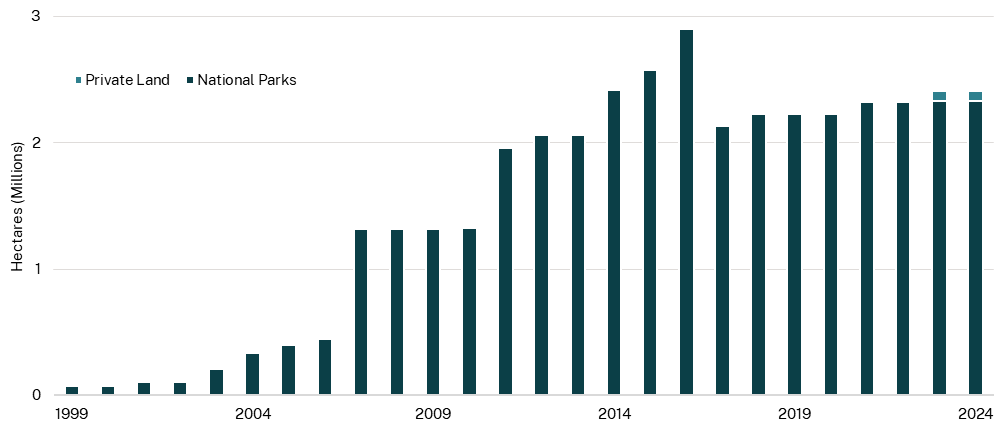 3
Private Land National Parks
2
Hectares (Millions)
1
0
1999 2004 2009 2014 2019 2024